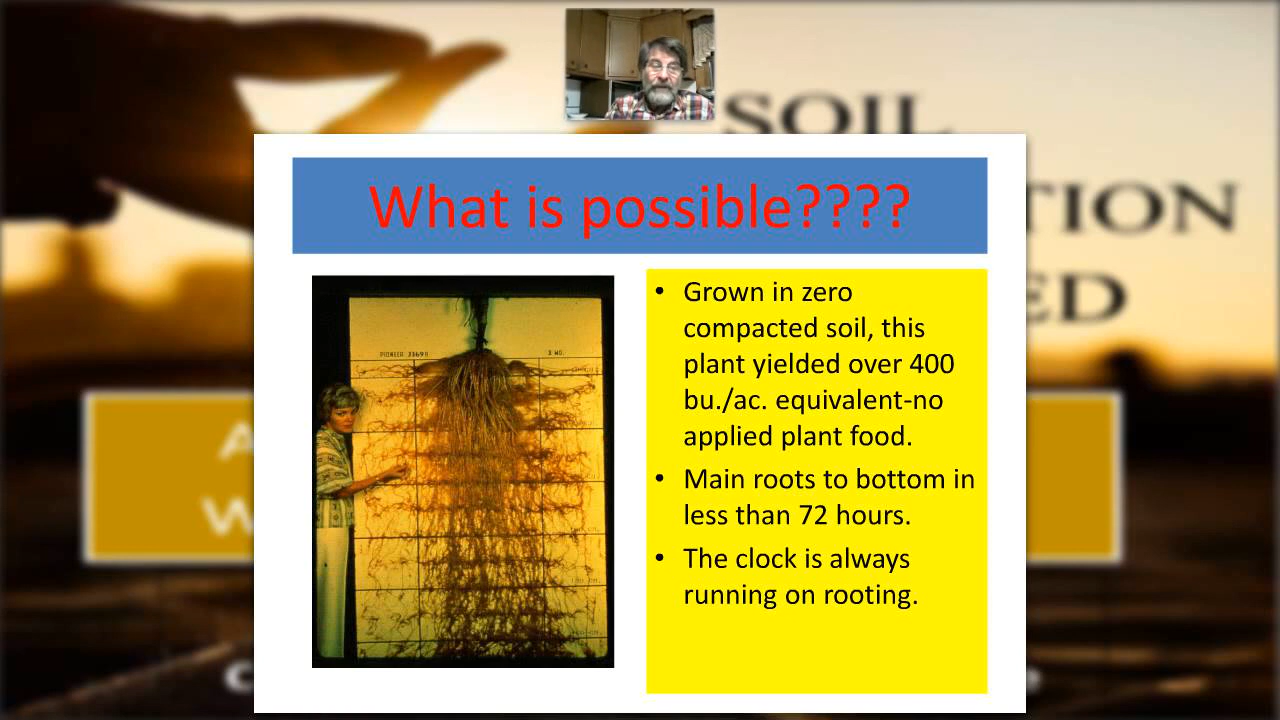 SOIL
What is possible????
TION
ED
PIONEER 3369A
3 MO.
• Grown in zero
compacted soil, this
plant yielded over 400
bu./ac. equivalent-no
applied plant food.
• Main roots to bottom in
less than 72 hours.
• The clock is always
running on rooting.
A
W
C